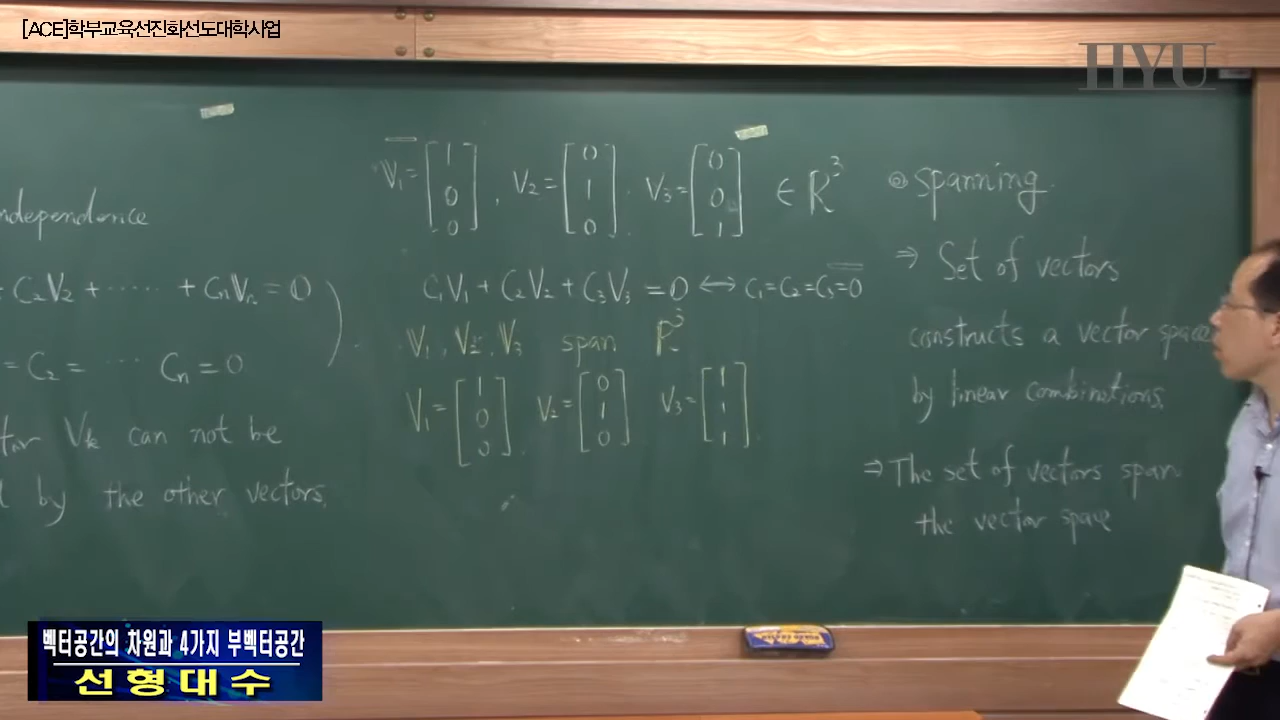 [ACE]학부교육선진화선도대학사업
HYU
ndependence
+ C₂V₂ + ······ + CₙVₙ = 0 )
= C₂ = ··· Cₙ = 0
tor Vₖ can not be
by the other vectors.
V₁ = [1 0 0], V₂ = [0 1 0], V₃ = [0 0 1] ∈ R³
C₁V₁ + C₂V₂ + C₃V₃ = 0 ↔ C₁=C₂=C₃=0
V₁, V₂, V₃ span R³
V₁ = [1 0 0], V₂ = [0 1 0] V₃ = [1 1 1]
② spanning
⇒ Set of vectors
constructs a vector space
by linear combinations.
⇒ The set of vectors span
the vector space
벡터공간의 차원과 4가지 부벡터공간
선형대수